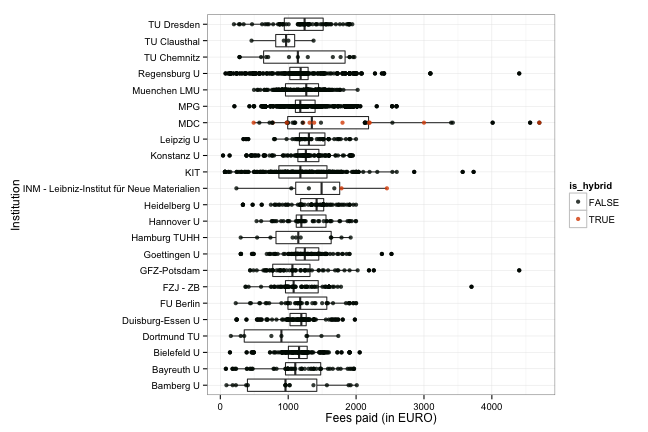 TU Dresden
TU Clausthal
TU Chemnitz
Regensburg U
Muenchen LMU
MPG
MDC
Leipzig U
Konstanz U
KIT
INM - Leibniz-Institut für Neue Materialien
Heidelberg U
Hannover U
Hamburg TUHH
Goettingen U
GFZ-Potsdam
FZJ - ZB
FU Berlin
Duisburg-Essen U
Dortmund TU
Bielefeld U
Bayreuth U
Bamberg U
Institution
0 1000 2000 3000 4000
Fees paid (in EURO)
is_hybrid
FALSE
TRUE